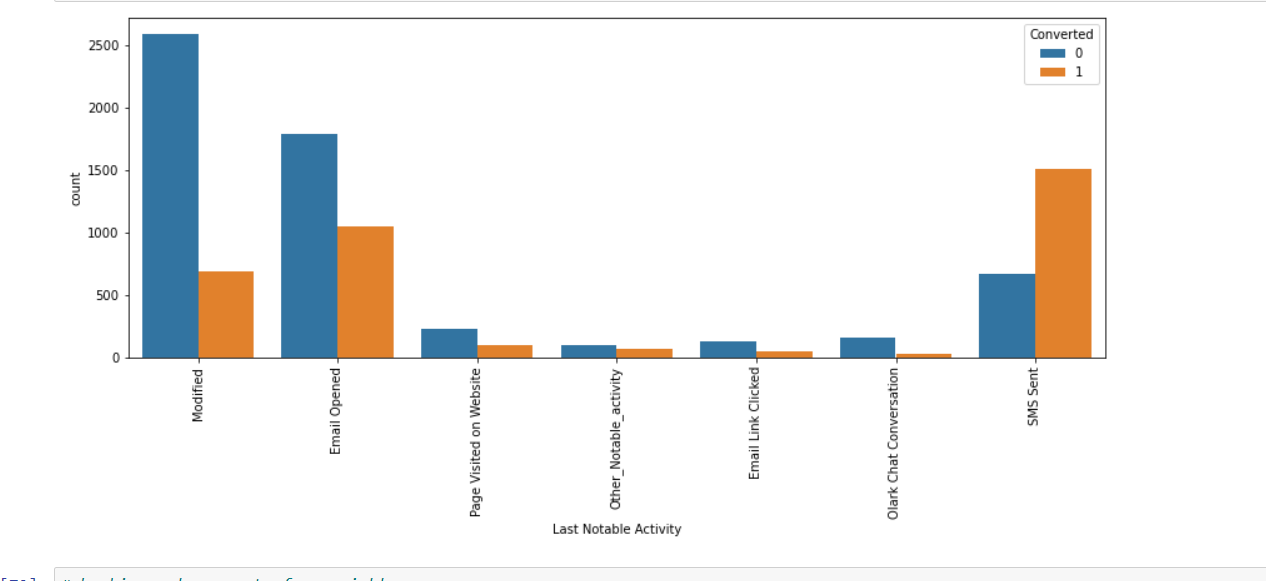 Converted
0
1
2500
2000
1500
1000
500
0
count
Modified
Email Opened
Page Visited on Website
Other_Notable_activity
Email Link Clicked
Olark Chat Conversation
SMS Sent
Last Notable Activity